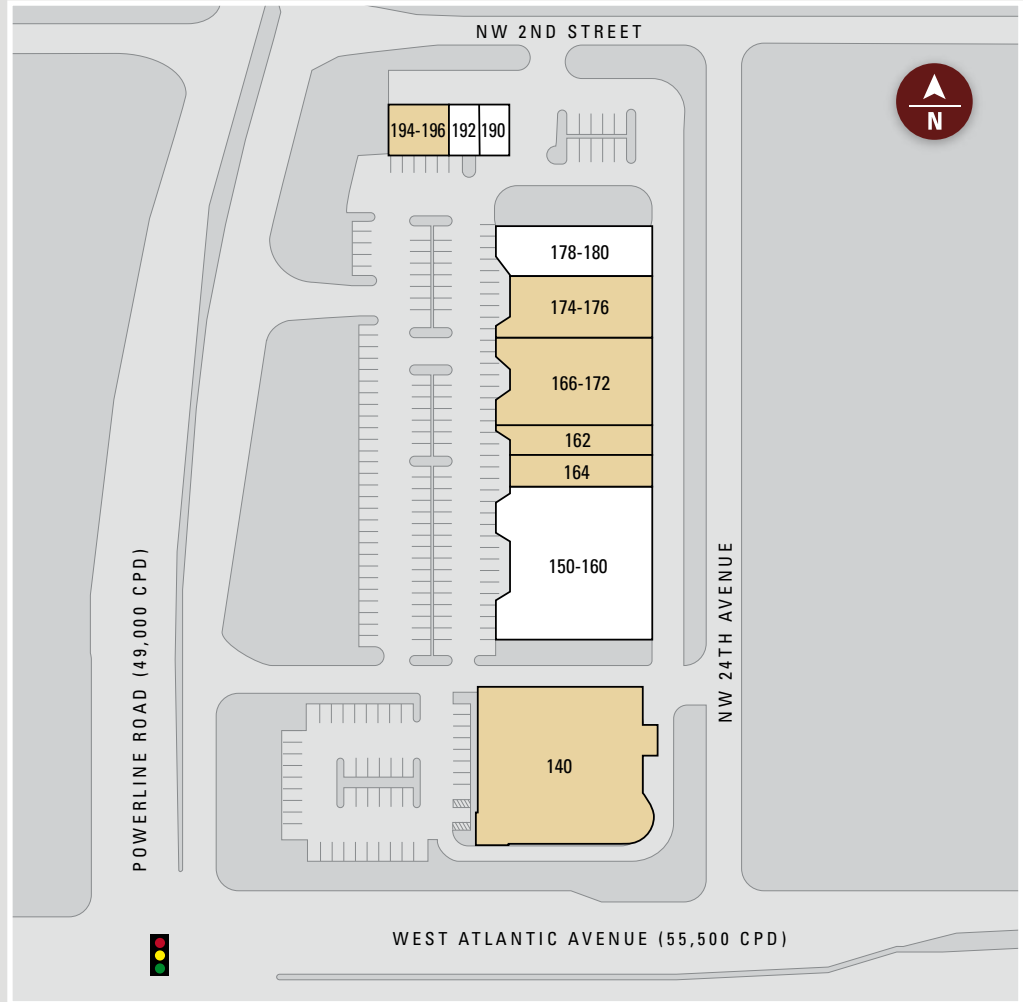 NW 2ND STREET
N
194-196
192
190
178-180
174-176
166-172
162
164
150-160
140
POWERLINE ROAD (49,000 CPD)
NW 24TH AVENUE
WEST ATLANTIC AVENUE (55,500 CPD)